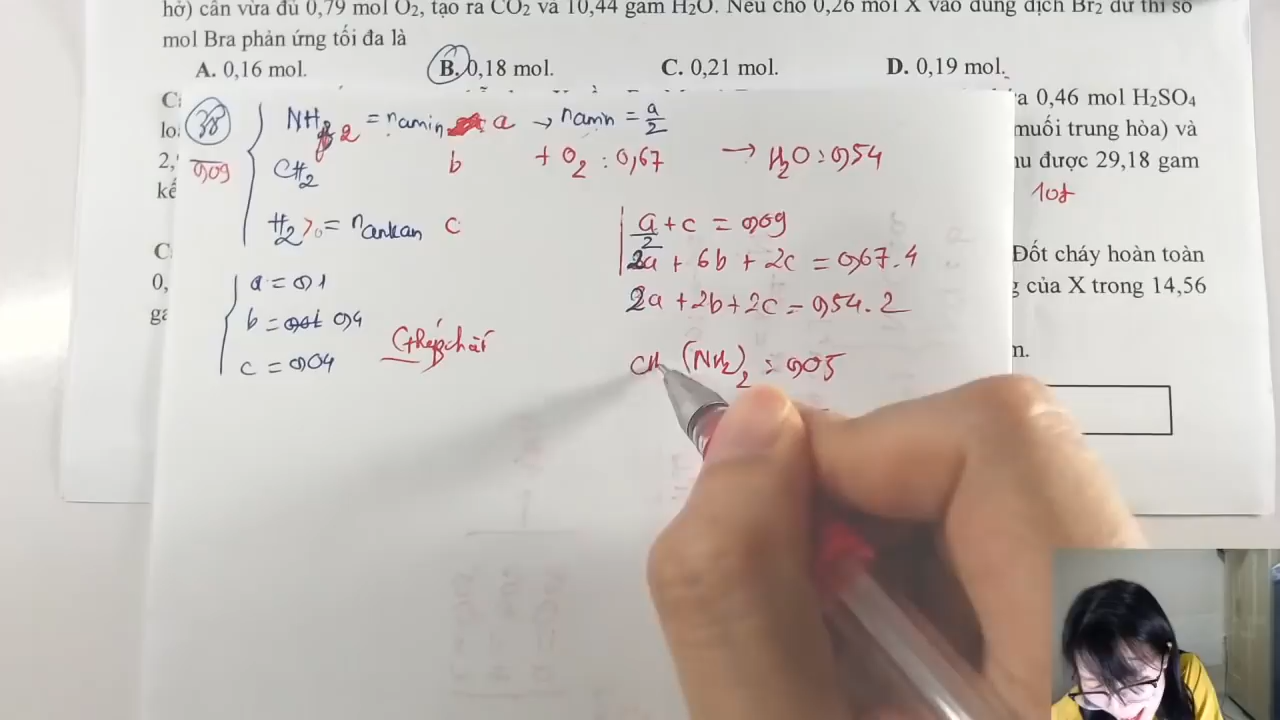 hở) cần vừa đủ 0,79 mol O₂, tạo ra CO₂ và 10,44 gam H₂O. Nếu cho 0,26 mol X vào dung dịch Br₂ dư thì số
mol Bra phản ứng tối đa là
A. 0,16 mol. B. 0,18 mol. C. 0,21 mol. D. 0,19 mol.
a 0,46 mol H₂SO₄
muối trung hòa) và
u được 29,18 gam
10đ
Đốt cháy hoàn toàn
của X trong 14,56
38
0,09
NH₂ = namin a → namin = a/2
CH₂ b + O₂ : 0,67 → H₂O : 0,54
H₂ = nankan c
a/2 + c = 0,09
2a + 6b + 2c = 0,67.4
2a + 2b + 2c = 0,54.2
a = 0,1
b = 0,4
c = 0,04
Ghép chất
CH (NH₂)₂ : 0,05